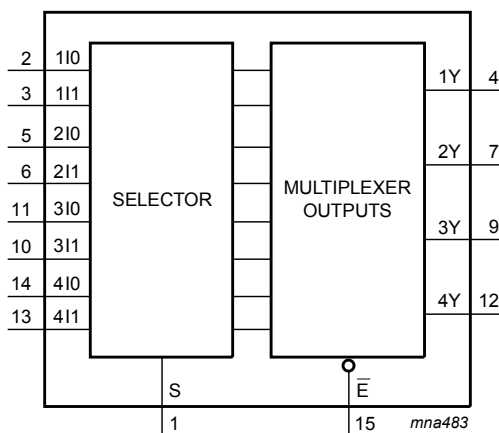 2 1I0
3 1I1
5 2I0
6 2I1
11 3I0
10 3I1
14 4I0
13 4I1
SELECTOR
MULTIPLEXER
OUTPUTS
1Y 4
2Y 7
3Y 9
4Y 12
S
E̅
1
15
mna483